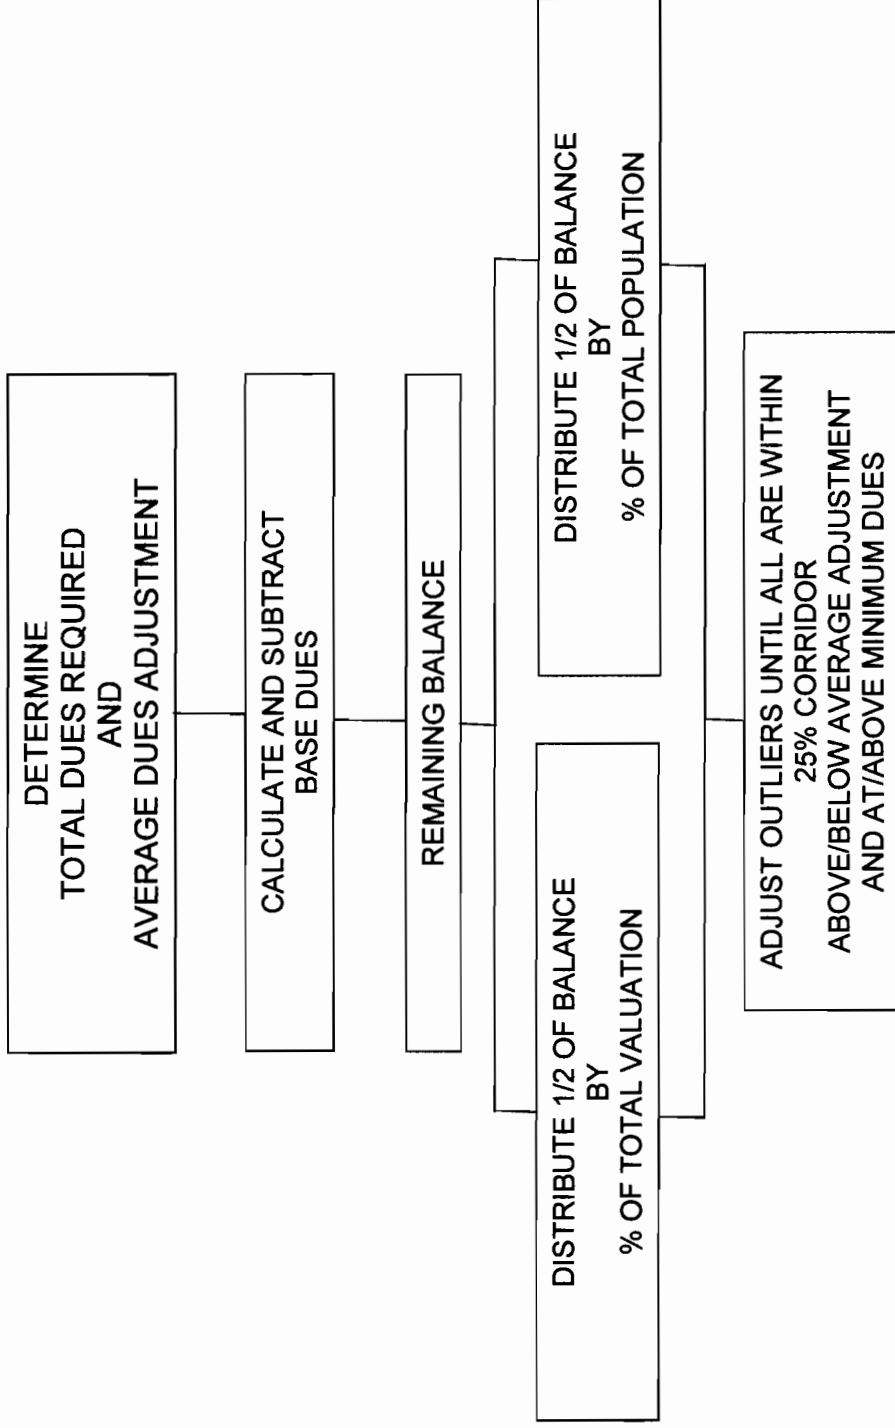 DETERMINE
TOTAL DUES REQUIRED
AND
AVERAGE DUES ADJUSTMENT
CALCULATE AND SUBTRACT
BASE DUES
REMAINING BALANCE
DISTRIBUTE 1/2 OF BALANCE
BY
% OF TOTAL VALUATION
DISTRIBUTE 1/2 OF BALANCE
BY
% OF TOTAL POPULATION
ADJUST OUTLIERS UNTIL ALL ARE WITHIN
25% CORRIDOR
ABOVE/BELOW AVERAGE ADJUSTMENT
AND AT/ABOVE MINIMUM DUES